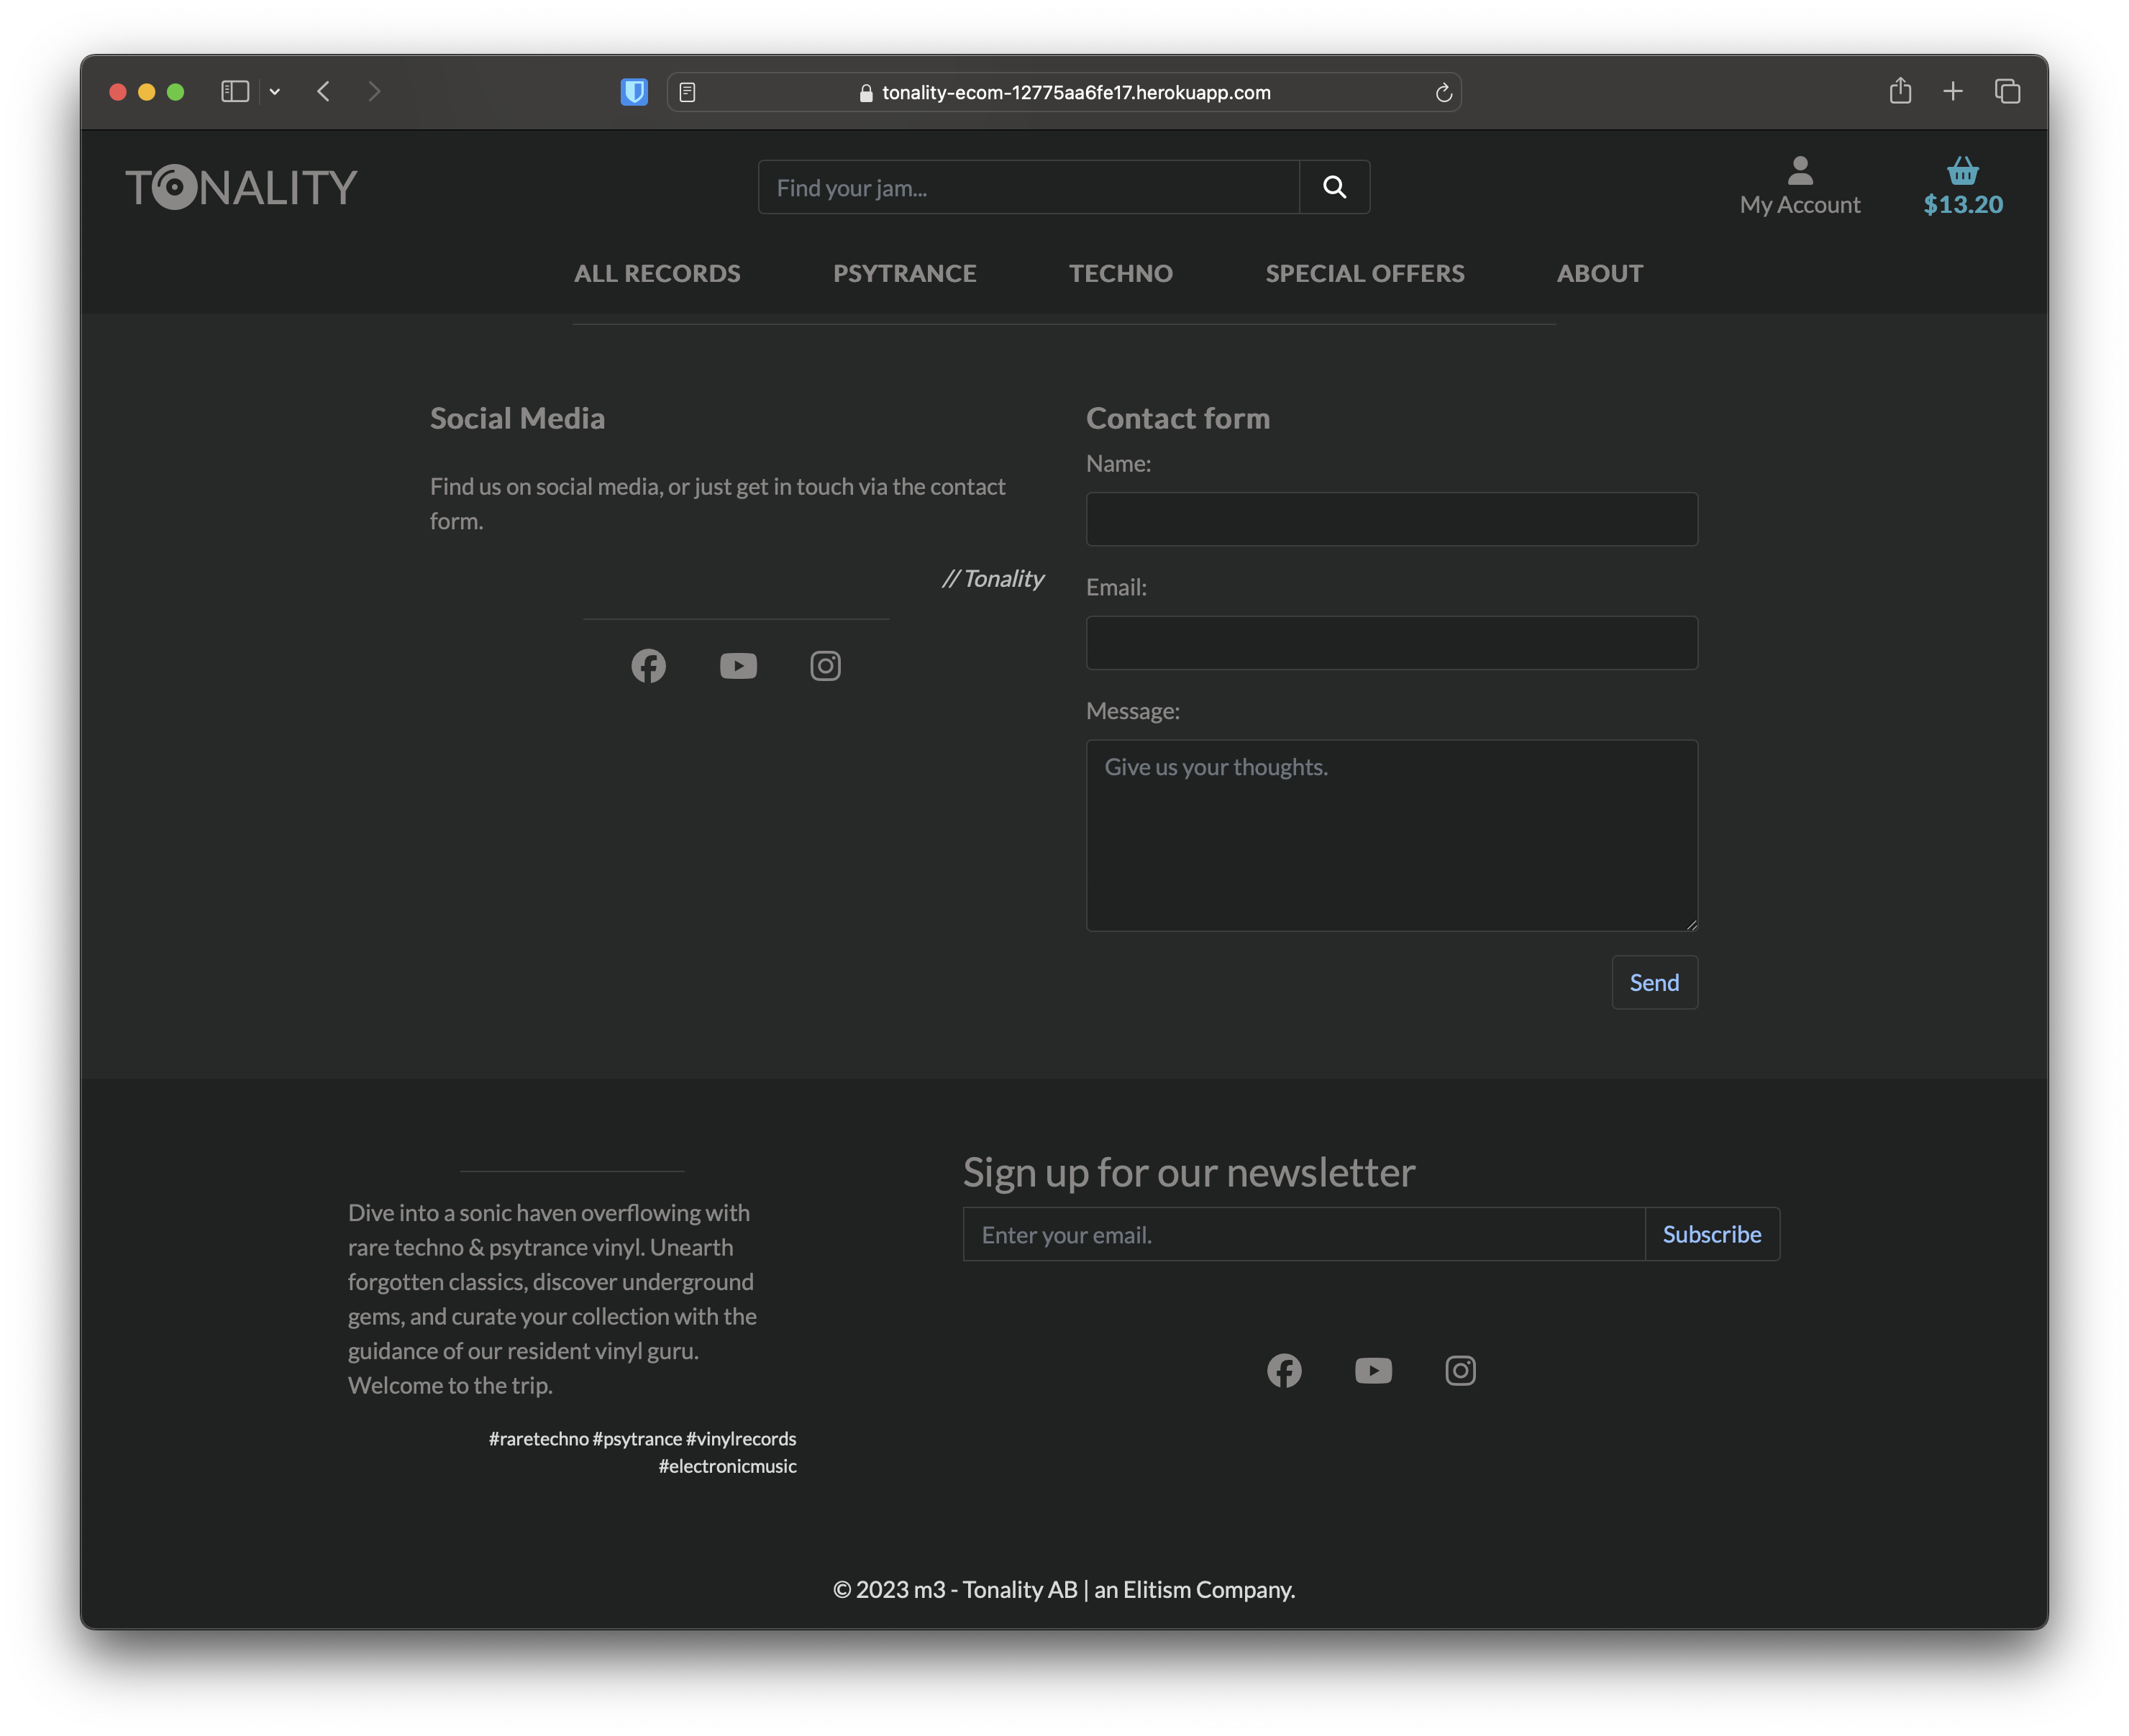 tonality-ecom-12775aa6fe17.herokuapp.com
TONALITY
Find your jam...
My Account
$13.20
ALL RECORDS PSYTRANCE TECHNO SPECIAL OFFERS ABOUT
Social Media
Find us on social media, or just get in touch via the contact
form.
// Tonality
Contact form
Name:
Email:
Message:
Give us your thoughts.
Send
Dive into a sonic haven overflowing with
rare techno & psytrance vinyl. Unearth
forgotten classics, discover underground
gems, and curate your collection with the
guidance of our resident vinyl guru.
Welcome to the trip.
#raretechno #psytrance #vinylrecords
#electronicmusic
Sign up for our newsletter
Enter your email.
Subscribe
© 2023 m3 - Tonality AB | an Elitism Company.